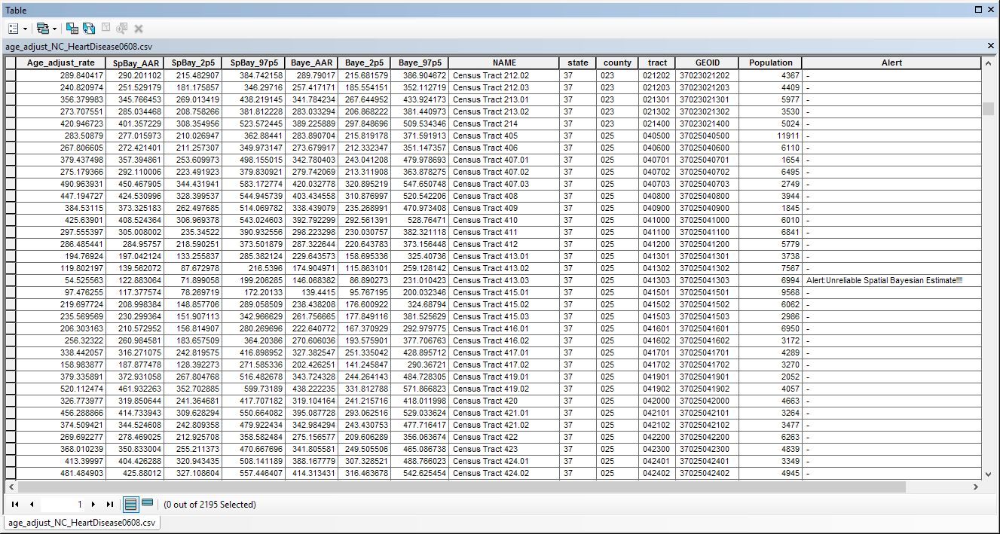 Table
age_adjust_NC_HeartDisease0608.csv
Age_adjust_rate SpBay_AAR SpBay_2p5 SpBay_97p5 Baye_AAR Baye_2p5 Baye_97p5 NAME state county tract GEOID Population Alert
289.840417 290.201102 215.482907 384.742158 289.79017 215.681579 386.904672 Census Tract 212.02 37 023 021202 37023021202 4367 -
240.820974 251.529179 181.175857 346.29716 257.417171 185.554151 352.112719 Census Tract 212.03 37 023 021203 37023021203 4409 -
356.379983 345.766453 269.013419 438.219145 341.784234 267.644952 433.924173 Census Tract 213.01 37 023 021301 37023021301 5977 -
273.707551 285.034468 208.758266 381.812228 283.033294 206.868222 381.440973 Census Tract 213.02 37 023 021302 37023021302 3530 -
420.946723 401.357229 308.354956 523.572445 389.225889 297.848696 509.534346 Census Tract 214 37 023 021400 37023021400 5024 -
283.50879 277.015973 210.026947 362.88441 283.890704 215.819178 371.591913 Census Tract 405 37 025 040500 37025040500 11911 -
267.806605 272.421401 211.257307 349.973147 273.679917 212.332347 351.147357 Census Tract 406 37 025 040600 37025040600 6110 -
379.437498 357.394861 253.609973 498.155015 342.780403 243.041208 479.978693 Census Tract 407.01 37 025 040701 37025040701 1654 -
275.179366 292.110006 223.491923 379.830921 279.742069 213.311908 363.878275 Census Tract 407.02 37 025 040702 37025040702 6495 -
490.963931 450.467905 344.431941 583.172774 420.032778 320.895219 547.650748 Census Tract 407.03 37 025 040703 37025040703 2749 -
447.194727 424.530996 328.399537 544.945739 403.434558 310.876997 520.542206 Census Tract 408 37 025 040800 37025040800 3944 -
384.53115 373.325183 262.497685 514.069782 338.439079 235.268991 470.973408 Census Tract 409 37 025 040900 37025040900 1845 -
425.63901 408.524364 306.969378 543.024603 392.792299 292.561391 528.76471 Census Tract 410 37 025 041000 37025041000 6010 -
297.555397 305.008002 235.34522 390.932556 298.223298 230.030757 382.321118 Census Tract 411 37 025 041100 37025041100 6841 -
286.485441 284.95757 218.590251 373.501879 287.322644 220.643783 373.156448 Census Tract 412 37 025 041200 37025041200 5779 -
194.76924 197.042124 133.255837 285.382124 229.643573 158.695336 325.40736 Census Tract 413.01 37 025 041301 37025041301 3738 -
119.802197 139.562072 87.672978 216.5396 174.904971 115.863101 259.128142 Census Tract 413.02 37 025 041302 37025041302 7567 -
54.525563 122.883064 71.899058 199.206285 146.068382 86.890273 231.010423 Census Tract 413.03 37 025 041303 37025041303 6994 Alert:Unreliable Spatial Bayesian Estimate!!!!
97.476255 117.377574 78.269719 172.20133 139.4415 95.767195 200.032346 Census Tract 415.01 37 025 041501 37025041501 9568 -
219.697724 208.998384 148.857706 289.058509 238.438208 176.600922 324.68794 Census Tract 415.02 37 025 041502 37025041502 6062 -
235.569569 230.299364 151.907113 342.966629 261.756665 177.849116 381.525629 Census Tract 415.03 37 025 041503 37025041503 2986 -
206.303163 210.572952 156.814907 280.269696 222.640772 167.370929 292.979775 Census Tract 416.01 37 025 041601 37025041601 6950 -
256.32322 260.984581 183.657509 364.20386 270.606036 193.575901 377.706763 Census Tract 416.02 37 025 041602 37025041602 3172 -
338.442057 316.271075 242.819575 416.898952 327.382547 251.335042 428.895712 Census Tract 417.01 37 025 041701 37025041701 4289 -
158.983877 187.877478 128.392273 271.585336 202.426251 141.245847 290.36721 Census Tract 417.02 37 025 041702 37025041702 3270 -
379.335891 372.931058 267.804768 516.482678 343.724328 244.264143 484.728305 Census Tract 419.01 37 025 041901 37025041901 2052 -
520.112474 461.932263 352.702885 599.73189 438.222235 331.812788 571.866823 Census Tract 419.02 37 025 041902 37025041902 4057 -
326.773977 319.850644 241.364681 417.707182 319.104164 241.215716 418.011998 Census Tract 420 37 025 042000 37025042000 4663 -
456.288866 414.733943 309.628294 550.664082 395.087728 293.062516 529.033624 Census Tract 421.01 37 025 042101 37025042101 3264 -
374.509421 344.524608 242.809358 479.922434 342.984294 243.430753 477.716417 Census Tract 421.02 37 025 042102 37025042102 3477 -
269.692277 278.469025 212.925708 358.582484 275.156577 209.606289 356.063674 Census Tract 422 37 025 042200 37025042200 6263 -
368.010239 350.833004 255.211373 470.667696 341.805581 249.505506 465.086738 Census Tract 423 37 025 042300 37025042300 4839 -
413.39997 404.426288 320.943435 508.141189 388.167779 307.328521 488.766023 Census Tract 424.01 37 025 042401 37025042401 3349 -
481.484903 425.88012 327.108604 557.446407 414.313431 316.463678 542.625454 Census Tract 424.02 37 025 042402 37025042402 4945 -
1 (0 out of 2195 Selected)
age_adjust_NC_HeartDisease0608.csv